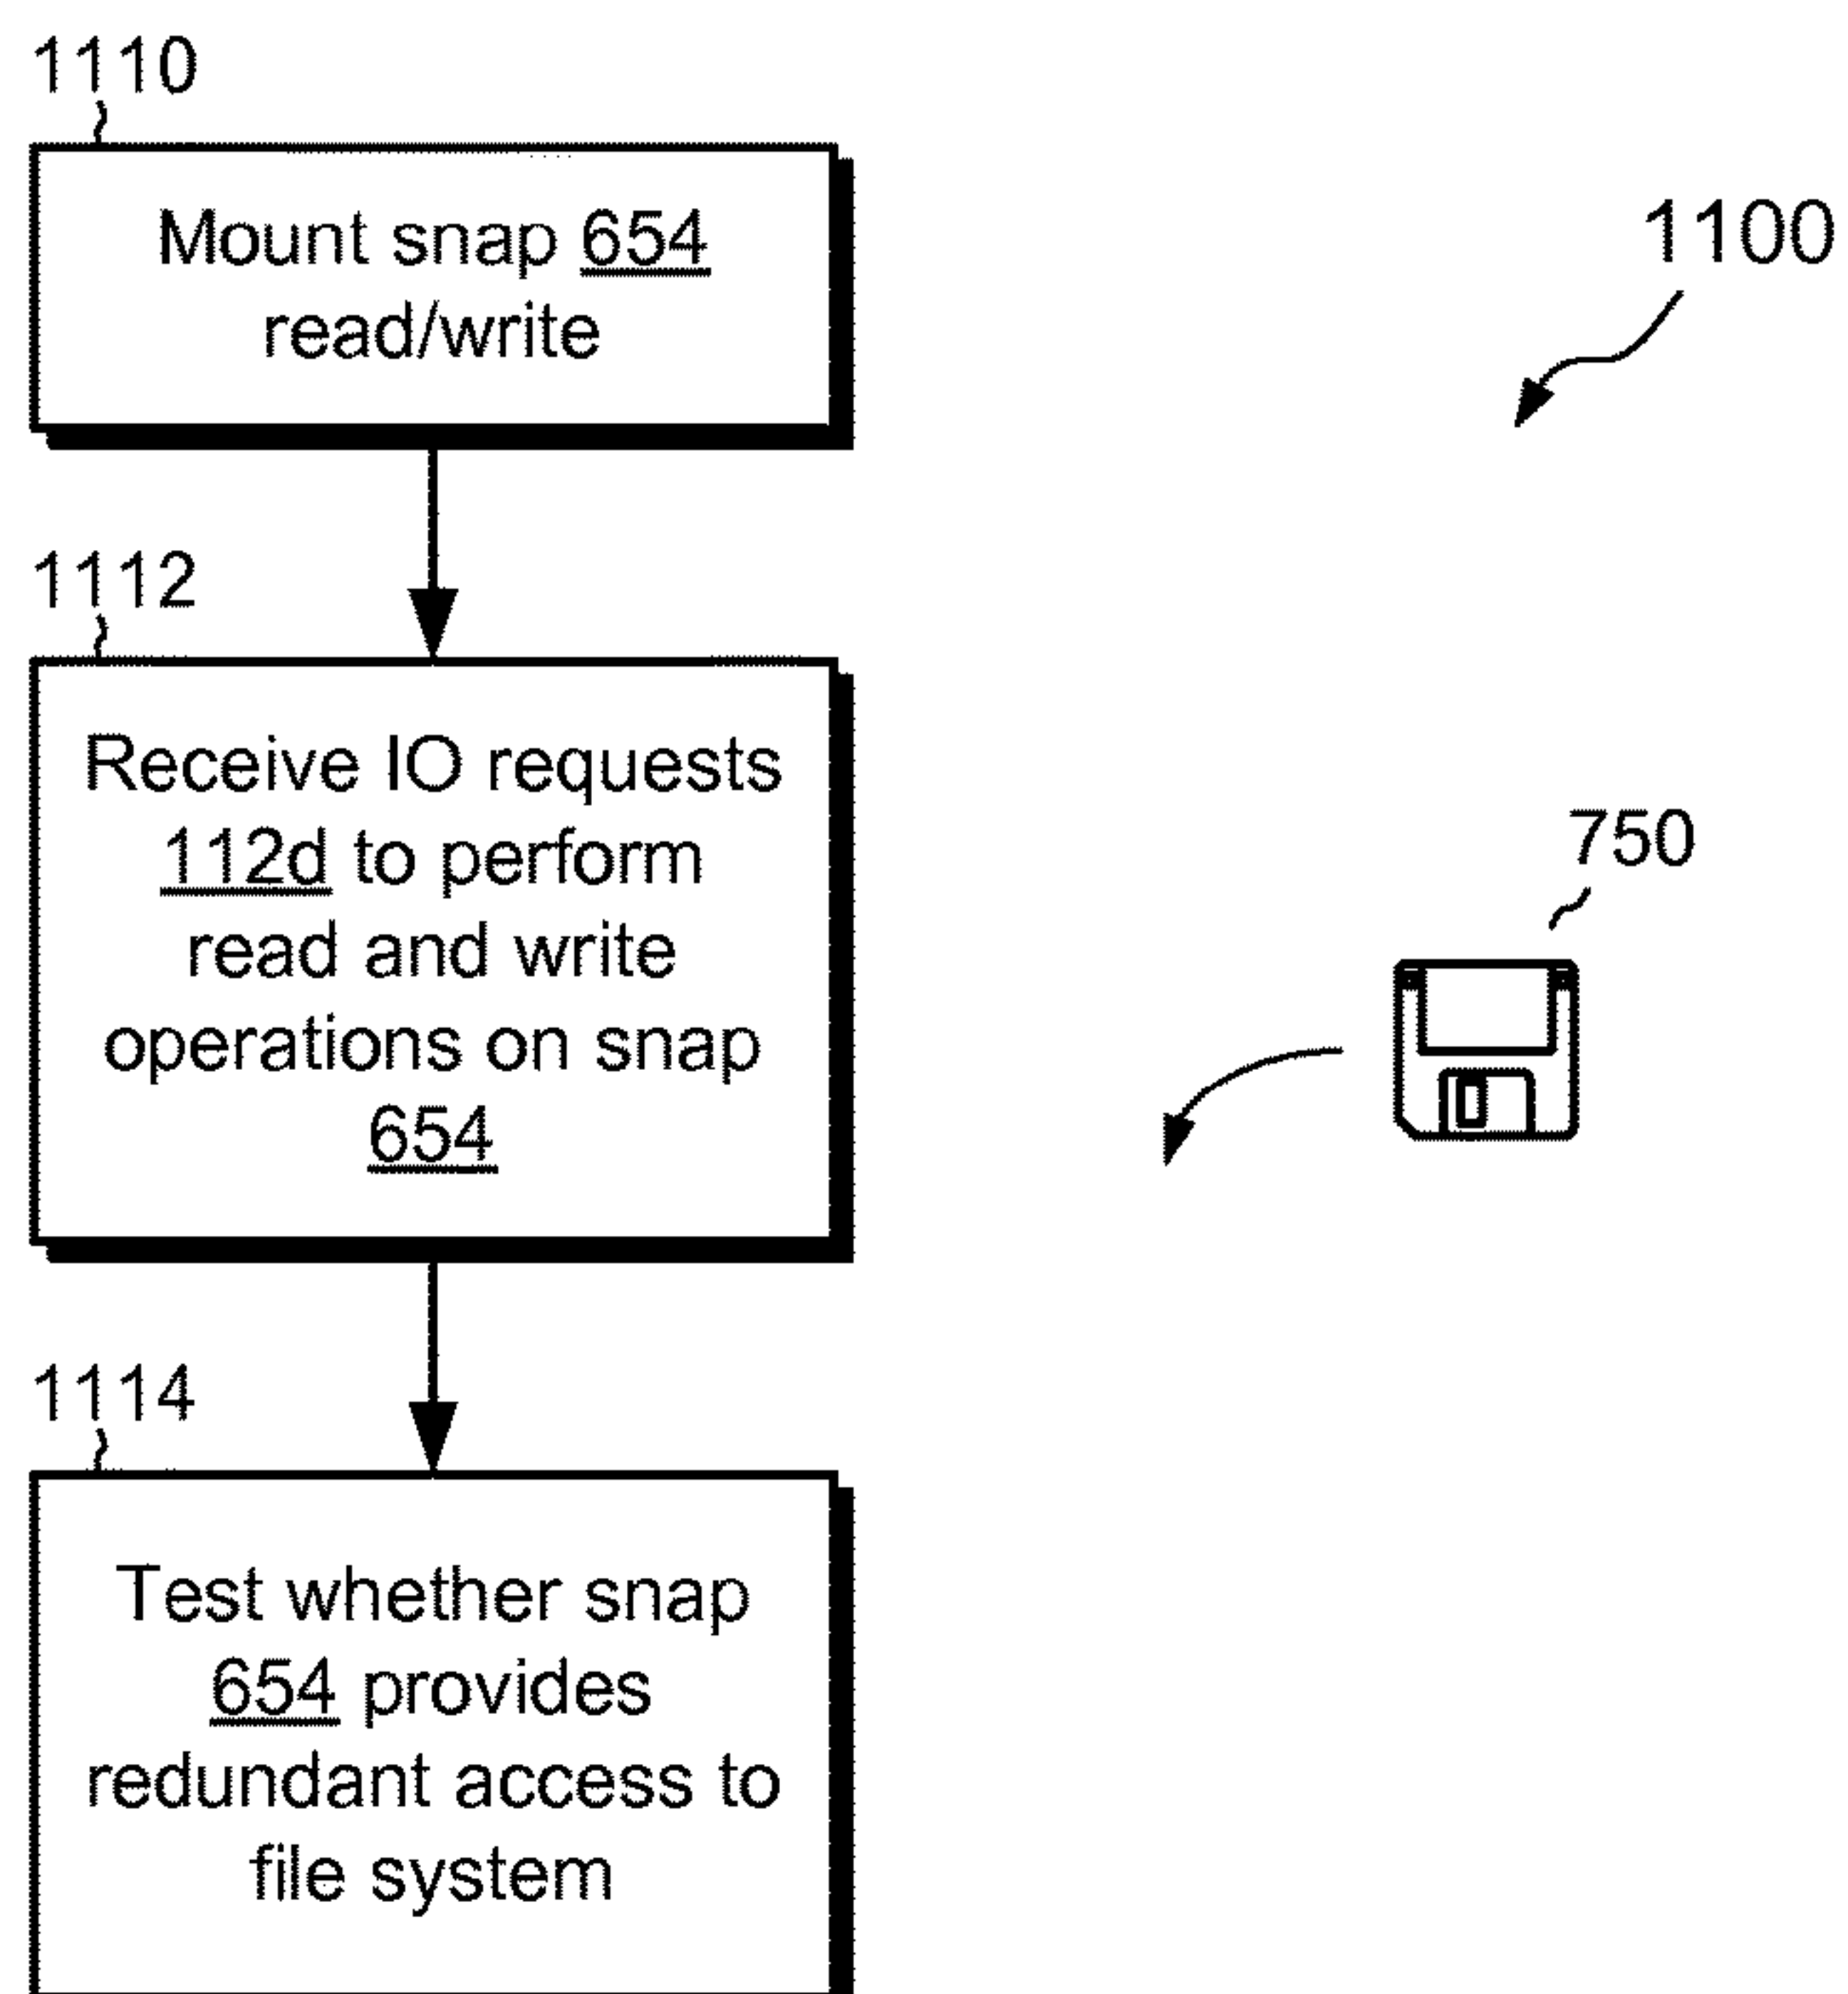 1110
Mount snap 654
read/write
1100
1112
Receive IO requests
112d to perform
read and write
operations on snap
654
750
1114
Test whether snap
654 provides
redundant access to
file system